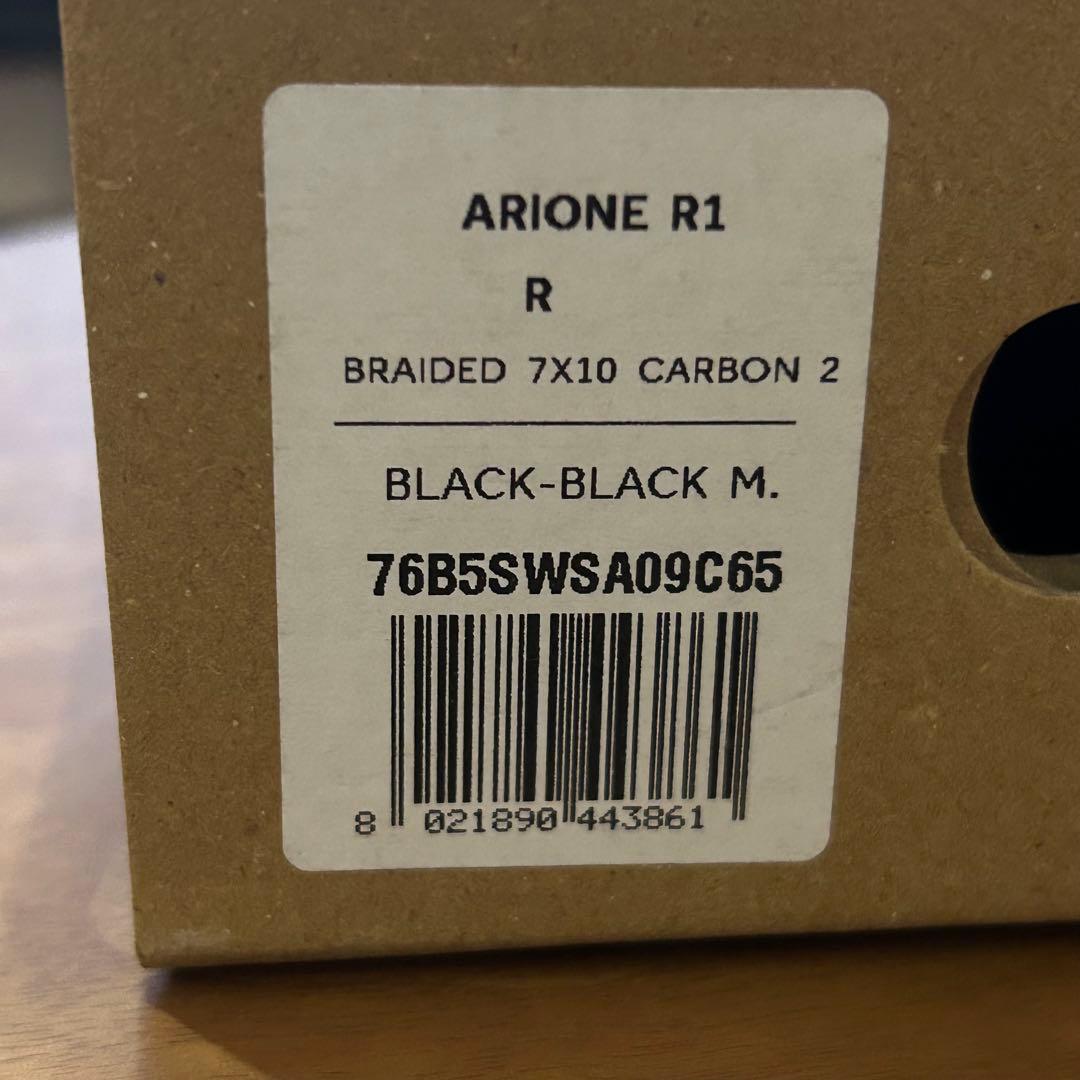 ARIONE R1
R
BRAIDED 7X10 CARBON 2
BLACK-BLACK M.
76B5SWSA09C65
8 021890 443861